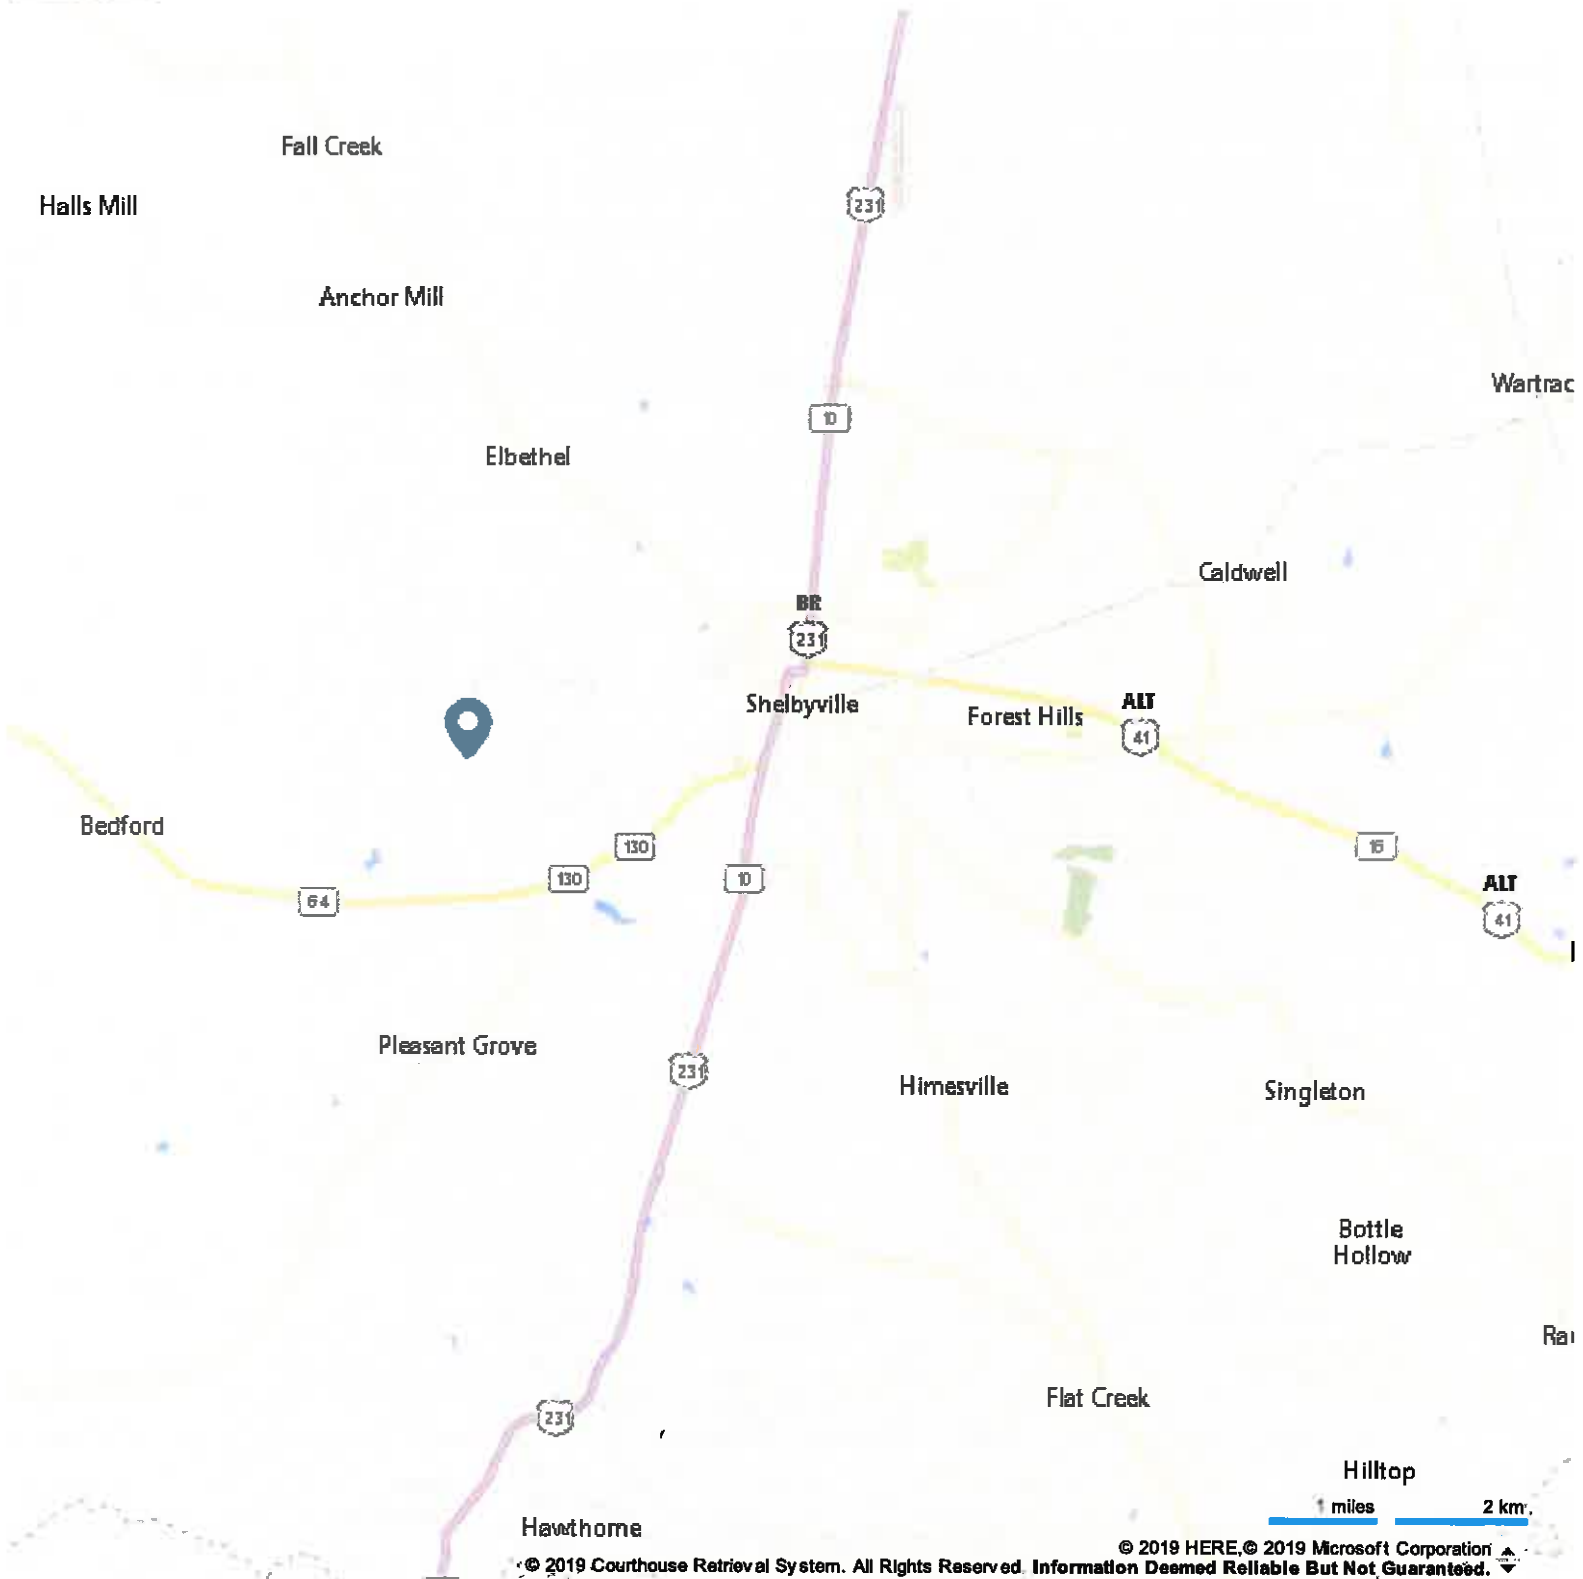 Fall Creek
Halls Mill
231
Anchor Mill
Wartrac
10
Elbethel
Caldwell
BR
231
Shelbyville
Forest Hills
ALT
41
Bedford
130
130
10
16
64
ALT
41
Pleasant Grove
231
Himesville
Singleton
Bottle
Hollow
Rau
231
Flat Creek
Hilltop
1 miles
2 km
Hawthorne
© 2019 HERE,© 2019 Microsoft Corporation
© 2019 Courthouse Retrieval System. All Rights Reserved. Information Deemed Reliable But Not Guaranteed.